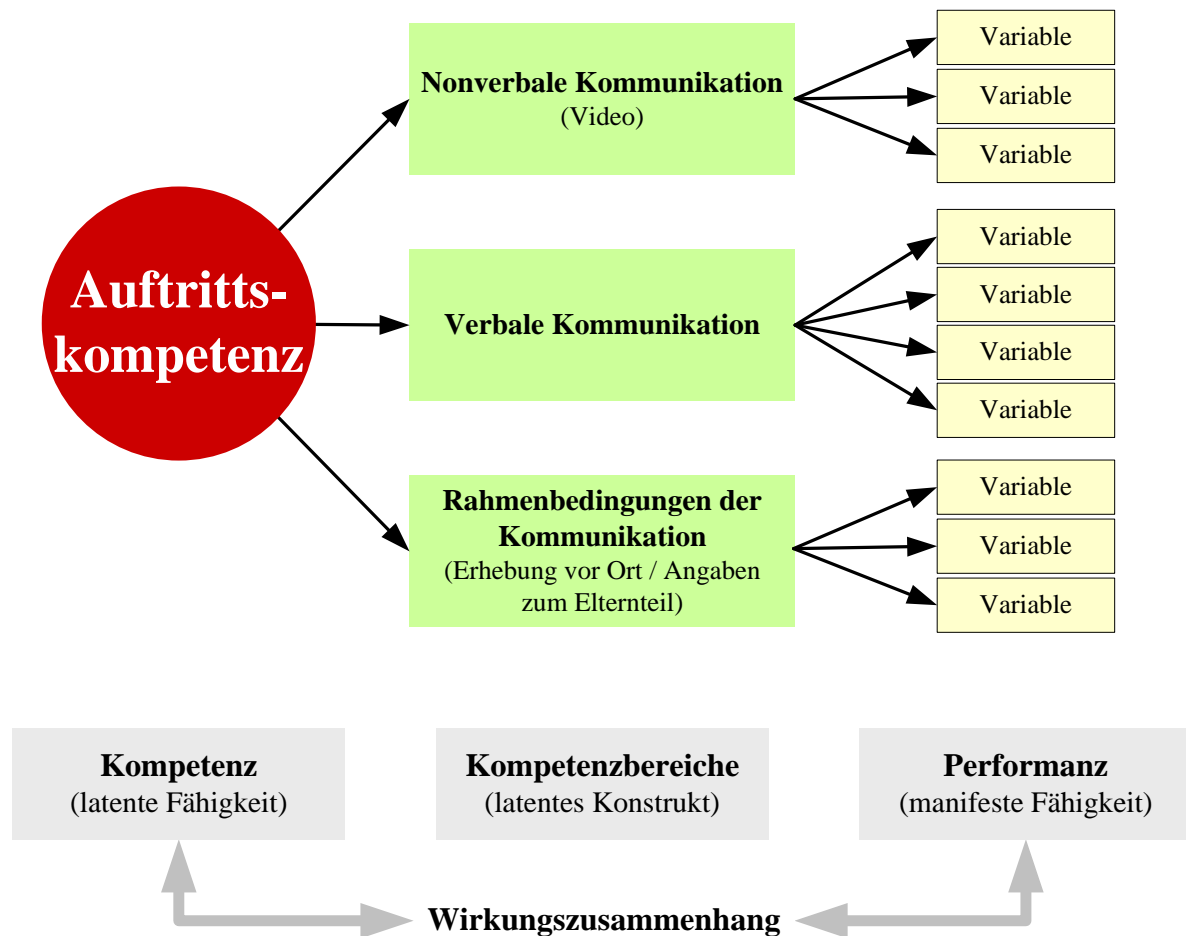 Auftritts-
kompetenz
Nonverbale Kommunikation
(Video)
Variable
Variable
Variable
Verbale Kommunikation
Variable
Variable
Variable
Variable
Rahmenbedingungen der
Kommunikation
(Erhebung vor Ort / Angaben
zum Elternteil)
Variable
Variable
Variable
Kompetenz
(latente Fähigkeit)
Kompetenzbereiche
(latentes Konstrukt)
Performanz
(manifeste Fähigkeit)
Wirkungszusammenhang